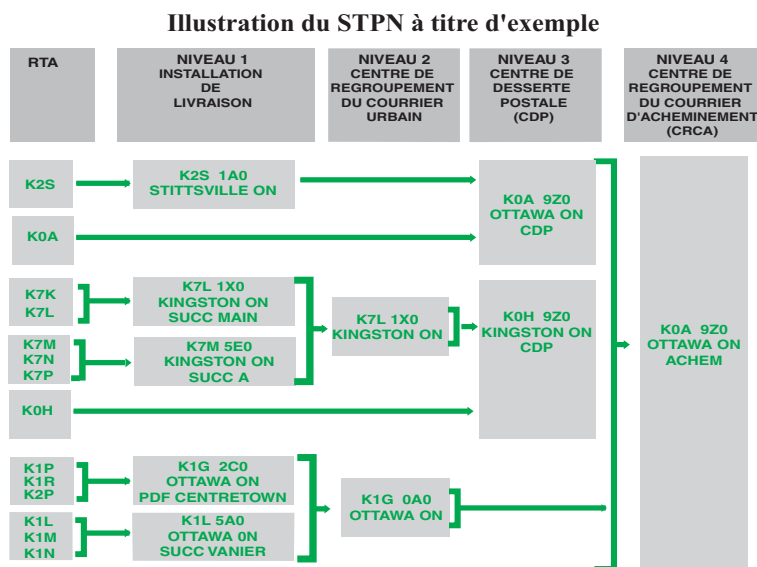 Illustration du STPN à titre d'exemple
RTA
NIVEAU 1
INSTALLATION
DE
LIVRAISON
NIVEAU 2
CENTRE DE
REGROUPEMENT
DU COURRIER
URBAIN
NIVEAU 3
CENTRE DE
DESSERTE
POSTALE
(CDP)
NIVEAU 4
CENTRE DE
REGROUPEMENT
DU COURRIER
D'ACHEMINEMENT
(CRCA)
K2S
K2S 1A0
STITTSVILLE ON
K0A 9Z0
OTTAWA ON
CDP
K0A
K7K
K7L
K7L 1X0
KINGSTON ON
SUCC MAIN
K7L 1X0
KINGSTON ON
K0H 9Z0
KINGSTON ON
CDP
K0A 9Z0
OTTAWA ON
ACHEM
K7M
K7N
K7P
K7M 5E0
KINGSTON ON
SUCC A
K0H
K1P
K1R
K2P
K1G 2C0
OTTAWA ON
PDF CENTRETOWN
K1G 0A0
OTTAWA ON
K1L
K1M
K1N
K1L 5A0
OTTAWA 0N
SUCC VANIER